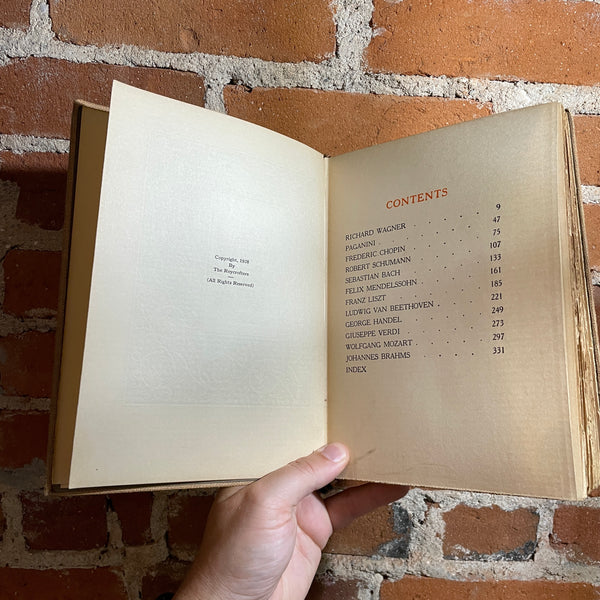 Copyright, 1928
By
The Roycrofters
(All Rights Reserved)
CONTENTS
RICHARD WAGNER . . . . 9
PAGANINI . . . . . 47
FREDERIC CHOPIN . . . . 75
ROBERT SCHUMANN . . . . 107
SEBASTIAN BACH . . . . 133
FELIX MENDELSSOHN . . . . 161
FRANZ LISZT . . . . 185
LUDWIG VAN BEETHOVEN . . . . 221
GEORGE HANDEL . . . . 249
GIUSEPPE VERDI . . . . 273
WOLFGANG MOZART . . . . 297
JOHANNES BRAHMS . . . . 331
INDEX